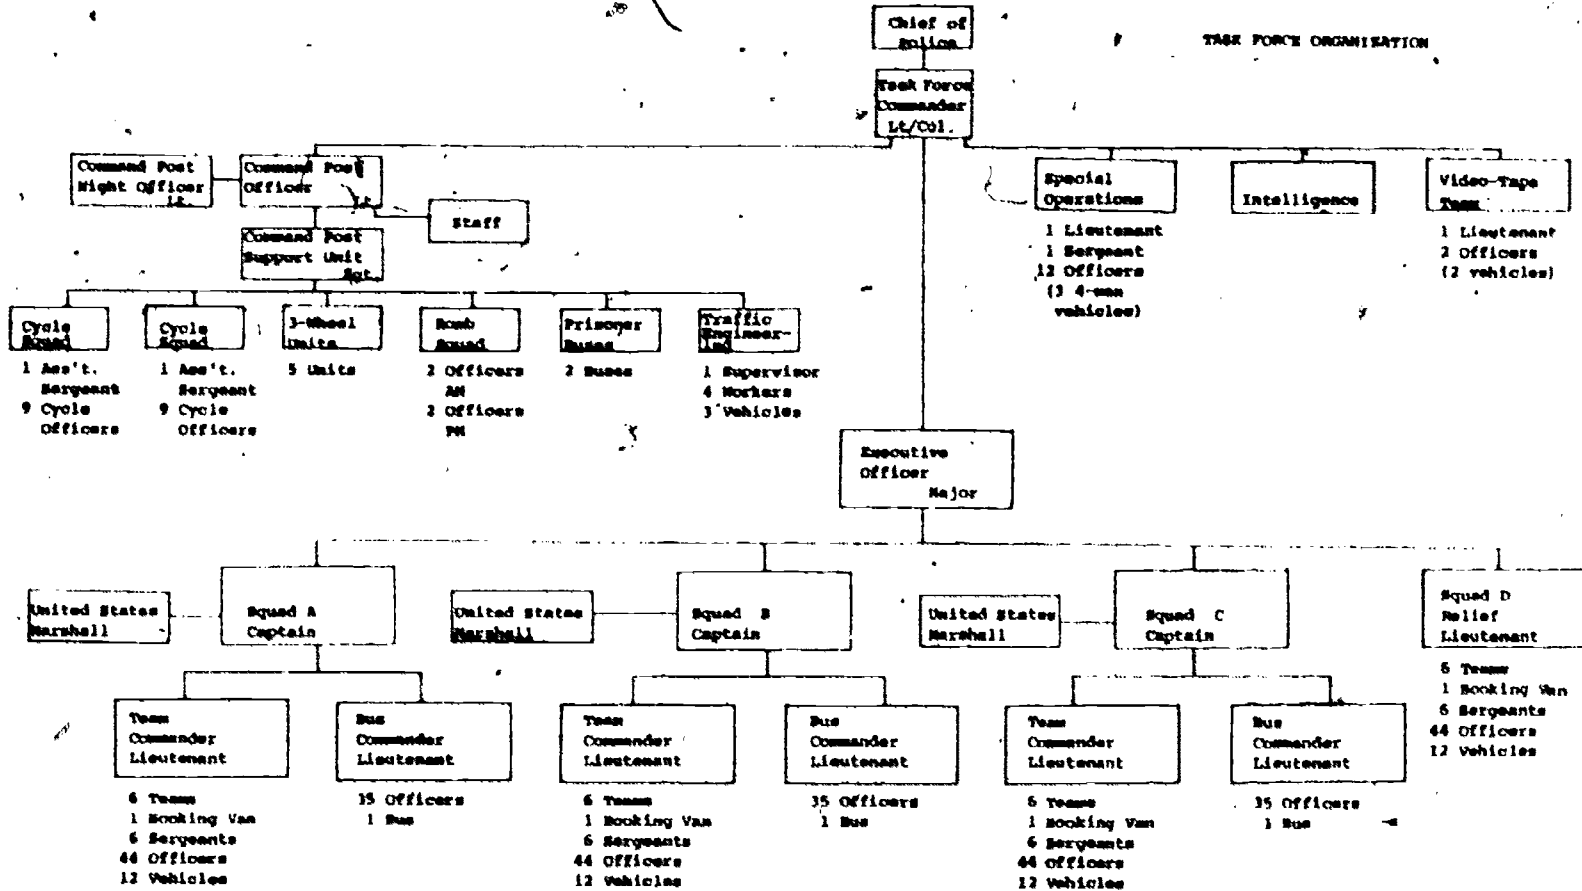 TASK FORCE ORGANIZATION
Chief of
Police
Task Force
Commander
Lt/Col.
Command Post
Night Officer
Lt.
Command Post
Officer
Lt.
Staff
Command Post
Support Unit
Sgt.
Special
Operations
1 Lieutenant
1 Sergeant
12 Officers
(3 4-man
vehicles)
Intelligence
Video-Tape
Team
1 Lieutenant
2 Officers
(2 vehicles)
Cycle
Squad
1 Ass't.
Sergeant
9 Cycle
Officers
Cycle
Squad
1 Ass't.
Sergeant
9 Cycle
Officers
3-Wheel
Units
5 Units
Bomb
Squad
2 Officers
AM
2 Officers
PM
Prisoner
Buses
2 Buses
Traffic
Engineer-
ing
1 Supervisor
4 Workers
3 Vehicles
Executive
Officer
Major
United States
Marshall
Squad A
Captain
United States
Marshall
Squad B
Captain
United States
Marshall
Squad C
Captain
Squad D
Relief
Lieutenant
6 Teams
1 Booking Van
6 Sergeants
44 Officers
12 Vehicles
Team
Commander
Lieutenant
6 Teams
1 Booking Van
6 Sergeants
44 Officers
12 Vehicles
Bus
Commander
Lieutenant
35 Officers
1 Bus
Team
Commander
Lieutenant
6 Teams
1 Booking Van
6 Sergeants
44 Officers
12 Vehicles
Bus
Commander
Lieutenant
35 Officers
1 Bus
Team
Commander
Lieutenant
6 Teams
1 Booking Van
6 Sergeants
44 Officers
12 Vehicles
Bus
Commander
Lieutenant
35 Officers
1 Bus